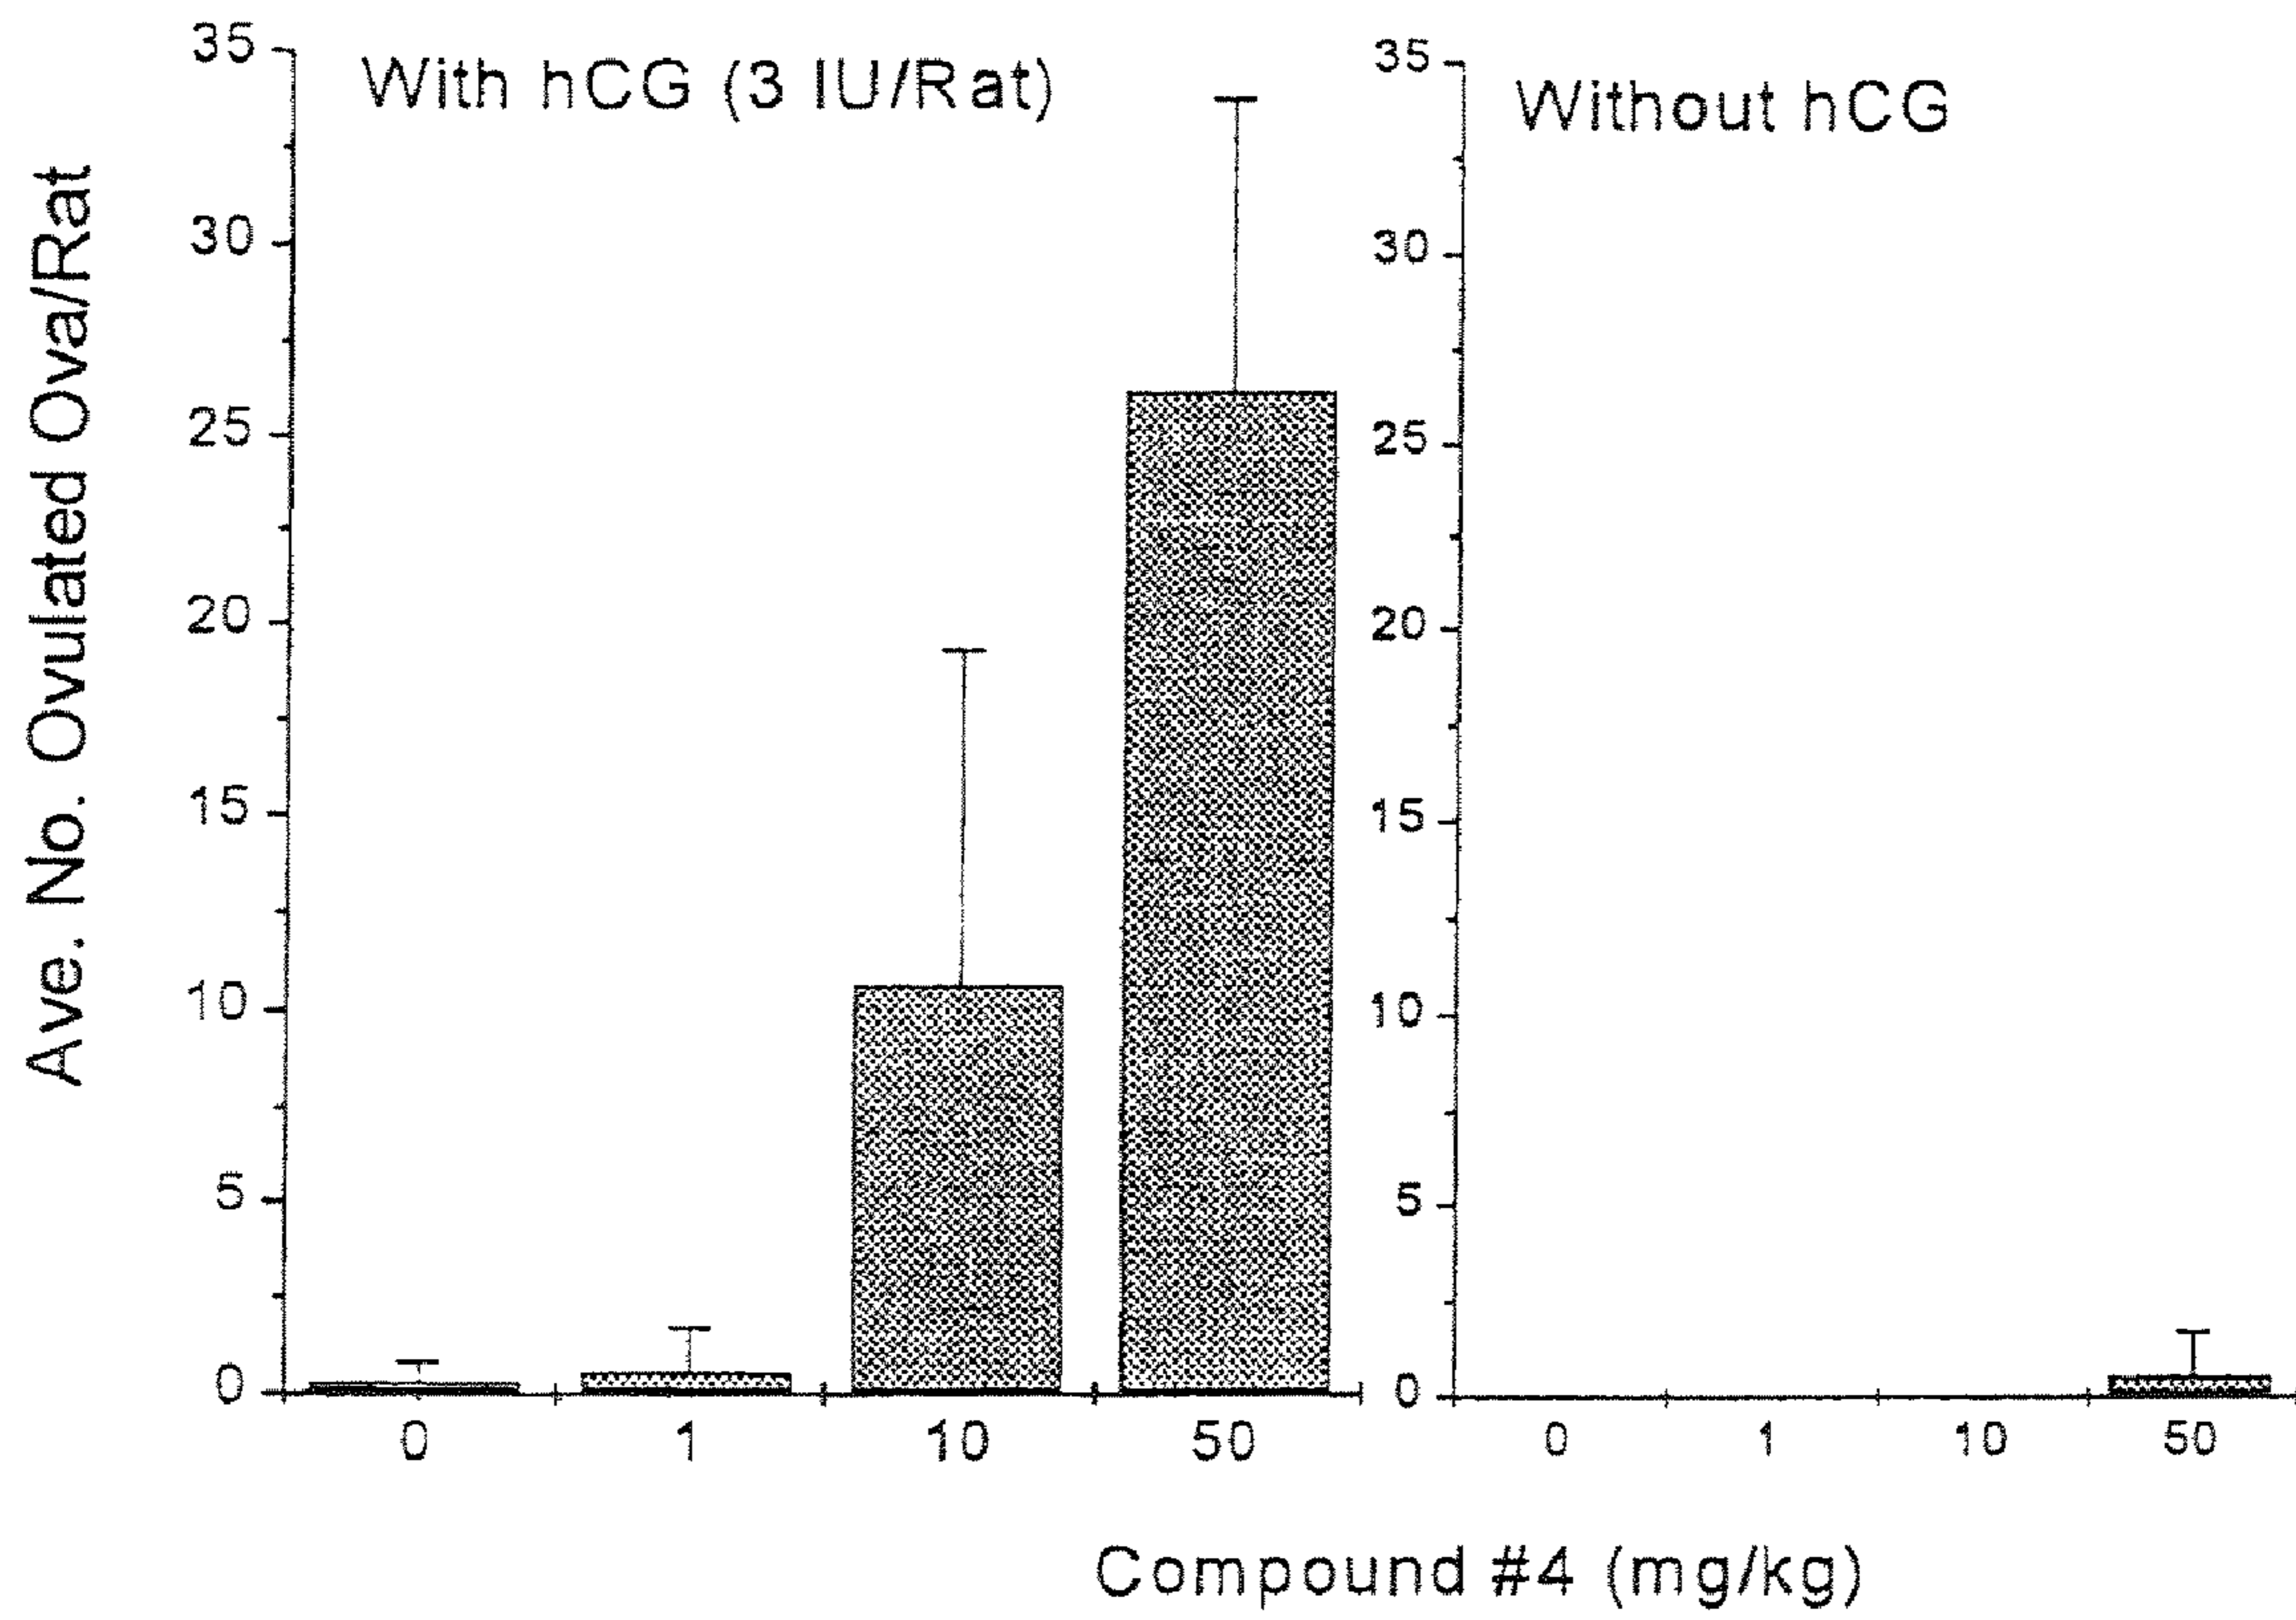 With hCG (3 IU/Rat)
Without hCG
Ave. No. Ovulated Ova/Rat
35
30
25
20
15
10
5
0
0 1 10 50
35
30
25
20
15
10
5
0
0 1 10 50
Compound #4 (mg/kg)